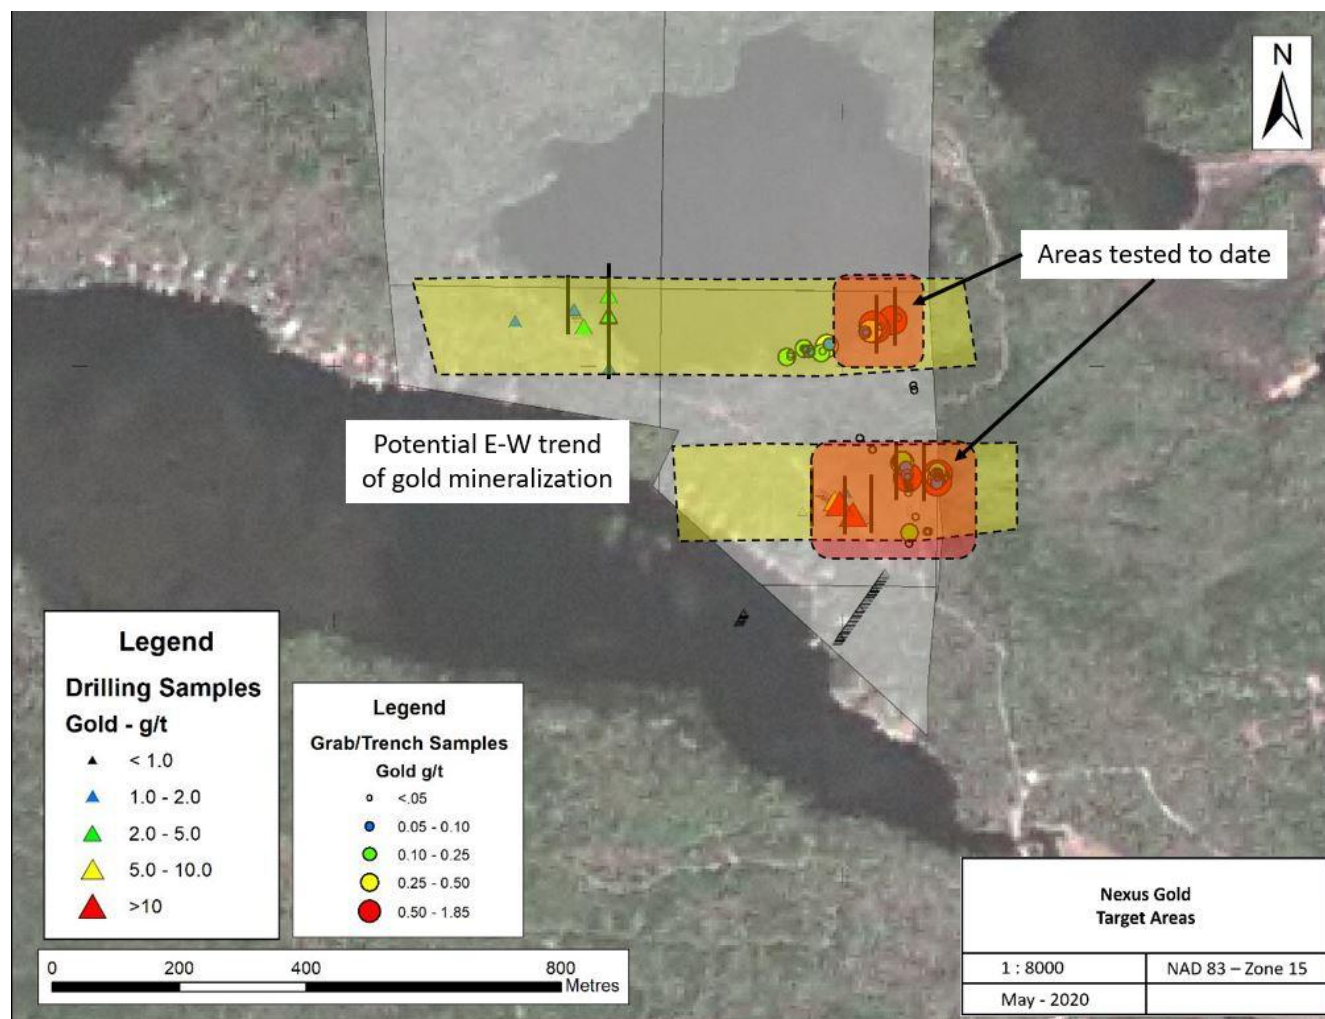 N
Areas tested to date
Potential E-W trend
of gold mineralization
Legend
Drilling Samples
Gold - g/t
< 1.0
1.0 - 2.0
2.0 - 5.0
5.0 - 10.0
>10
Legend
Grab/Trench Samples
Gold g/t
<.05
0.05 - 0.10
0.10 - 0.25
0.25 - 0.50
0.50 - 1.85
0 200 400 800
Metres
Nexus Gold
Target Areas
1 : 8000
NAD 83 – Zone 15
May - 2020